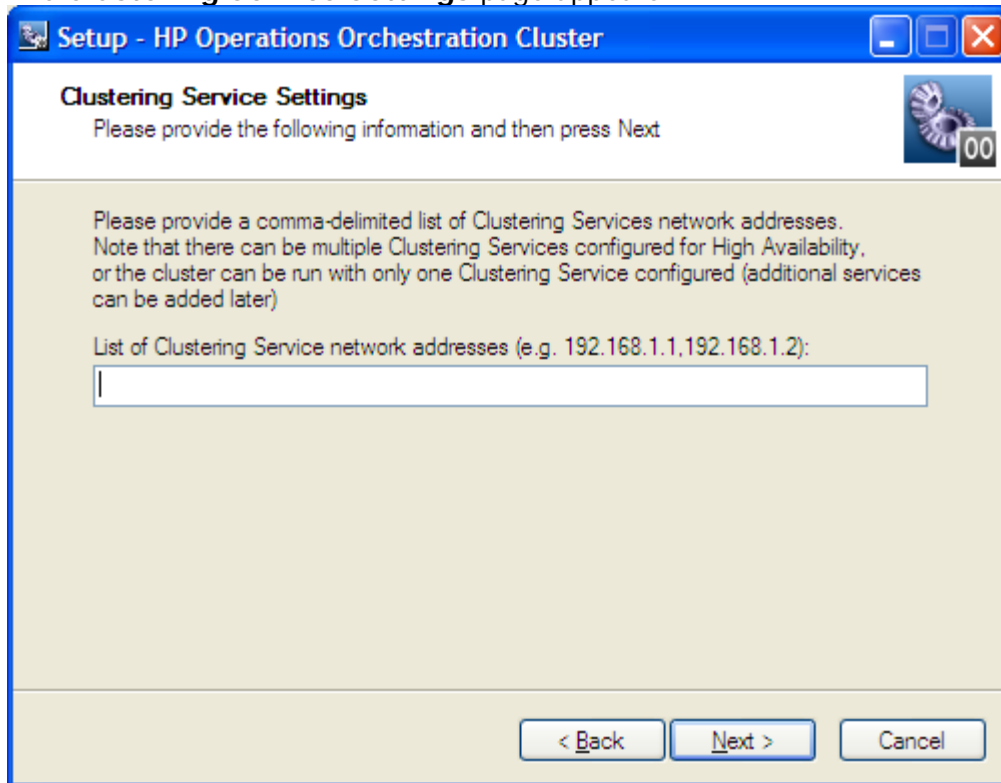 Setup - HP Operations Orchestration Cluster
Clustering Service Settings
Please provide the following information and then press Next
OO
Please provide a comma-delimited list of Clustering Services network addresses.
Note that there can be multiple Clustering Services configured for High Availability,
or the cluster can be run with only one Clustering Service configured (additional services
can be added later)
List of Clustering Service network addresses (e.g. 192.168.1.1,192.168.1.2):
< Back Next > Cancel